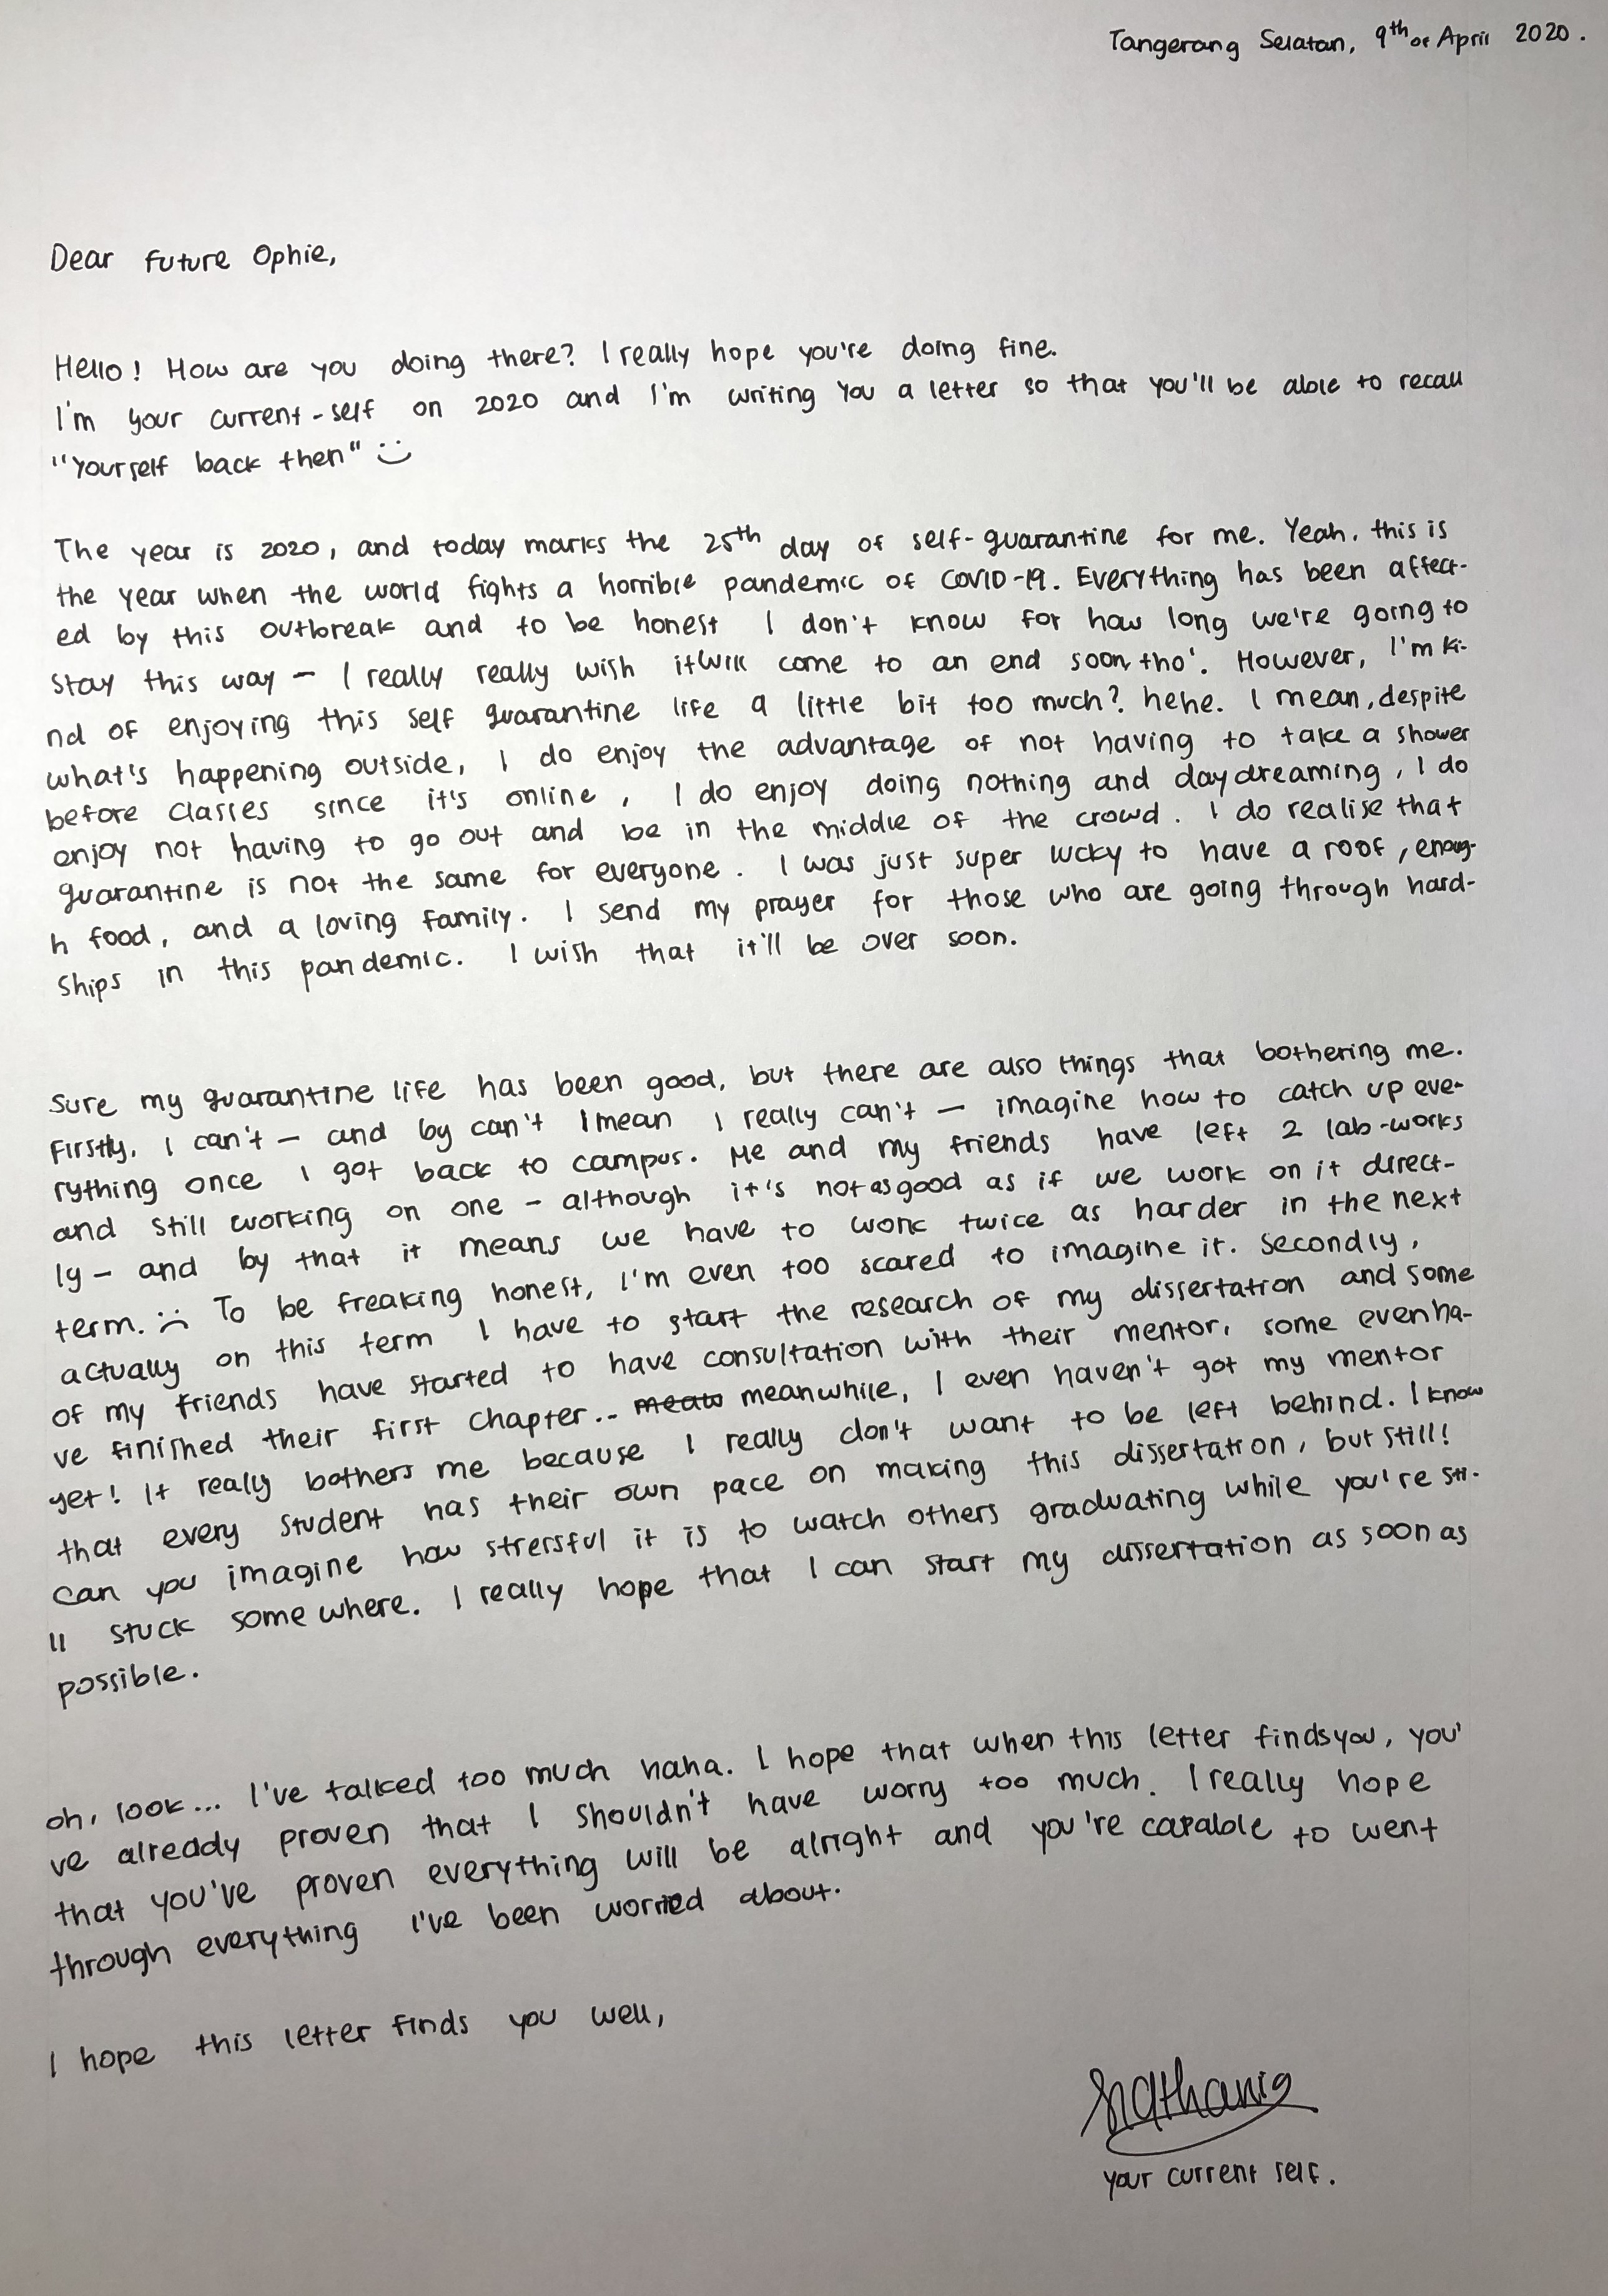 Tangerang Selatan, 9th of April 2020.
Dear Future Ophie,
Hello! How are you doing there? I really hope you're doing fine.
I'm your current-self on 2020 and I'm writing you a letter so that you'll be able to recall
"yourself back then" :)
The year is 2020, and today marks the 25th day of self-quarantine for me. Yeah, this is
the year when the world fights a horrible pandemic of COVID-19. Everything has been affect-
ed by this outbreak and to be honest I don't know for how long we're going to
stay this way – I really really wish it will come to an end soon, tho'. However, I'm ki-
nd of enjoying this self quarantine life a little bit too much? hehe. I mean, despite
what's happening outside, I do enjoy the advantage of not having to take a shower
before classes since it's online, I do enjoy doing nothing and daydreaming, I do
enjoy not having to go out and be in the middle of the crowd. I do realise that
quarantine is not the same for everyone. I was just super lucky to have a roof, enoug-
h food, and a loving family. I send my prayer for those who are going through hard-
ships in this pandemic. I wish that it'll be over soon.
Sure my quarantine life has been good, but there are also things that bothering me.
Firstly, I can't – and by can't I mean I really can't – imagine how to catch up eve-
rything once I got back to campus. Me and my friends have left 2 lab-works
and still working on one – although it's not as good as if we work on it direct-
ly – and by that it means we have to work twice as harder in the next
term. :( To be freaking honest, I'm even too scared to imagine it. Secondly,
actually on this term I have to start the research of my dissertation and some
of my friends have started to have consultation with their mentor, some even ha-
ve finished their first chapter.. meanwhile, I even haven't got my mentor
yet! It really bothers me because I really don't want to be left behind. I know
that every student has their own pace on making this dissertation, but still!
Can you imagine how stressful it is to watch others graduating while you're sti-
ll stuck somewhere. I really hope that I can start my dissertation as soon as
possible.
oh, look... I've talked too much haha. I hope that when this letter finds you, you'
ve already proven that I shouldn't have worry too much. I really hope
that you've proven everything will be alright and you're capable to went
through everything I've been worried about.
I hope this letter finds you well,
your current self.